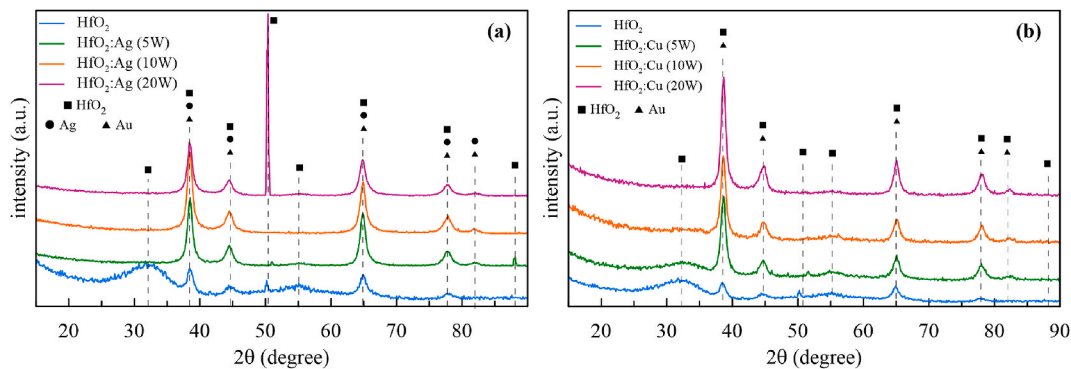 (a)
HfO₂
HfO₂:Ag (5W)
HfO₂:Ag (10W)
HfO₂:Ag (20W)
HfO₂
Ag Au
intensity (a.u.)
20 30 40 50 60 70 80
2θ (degree)
(b)
HfO₂
HfO₂:Cu (5W)
HfO₂:Cu (10W)
HfO₂:Cu (20W)
HfO₂ Au
intensity (a.u.)
20 30 40 50 60 70 80 90
2θ (degree)